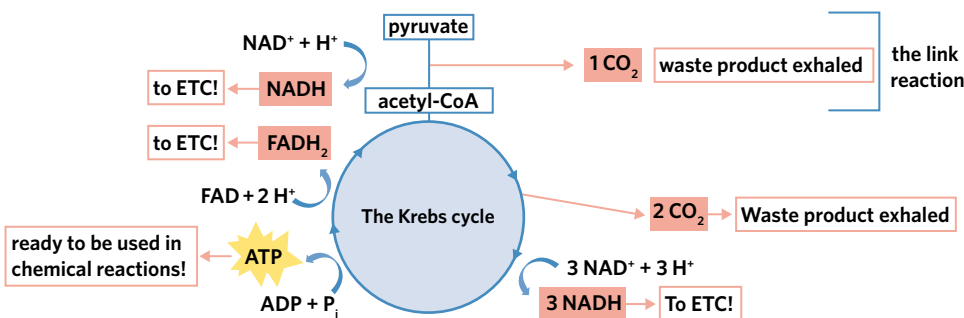 pyruvate
NAD⁺ + H⁺
1 CO₂
waste product exhaled
the link
reaction
to ETC!
NADH
acetyl-CoA
to ETC!
FADH₂
FAD + 2 H⁺
The Krebs cycle
2 CO₂
Waste product exhaled
ready to be used in
chemical reactions!
ATP
3 NAD⁺ + 3 H⁺
ADP + Pᵢ
3 NADH
To ETC!